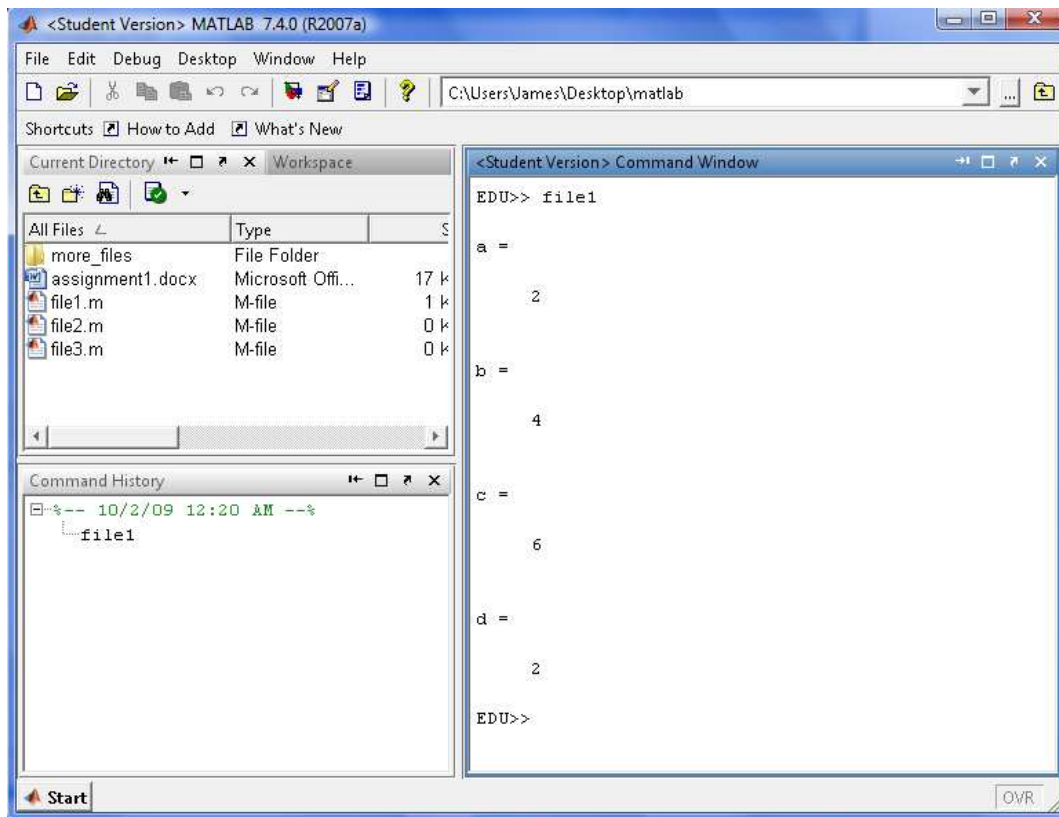 <Student Version> MATLAB 7.4.0 (R2007a)
File Edit Debug Desktop Window Help
C:\Users\James\Desktop\matlab
...
Shortcuts How to Add What's New
Current Directory Workspace
All Files Type S
more_files File Folder
assignment1.docx Microsoft Offi... 17 k
file1.m M-file 1 k
file2.m M-file 0 k
file3.m M-file 0 k
Command History
%-- 10/2/09 12:20 AM --%
file1
<Student Version> Command Window
EDU>> file1
a =
2
b =
4
c =
6
d =
2
EDU>>
Start
OVR